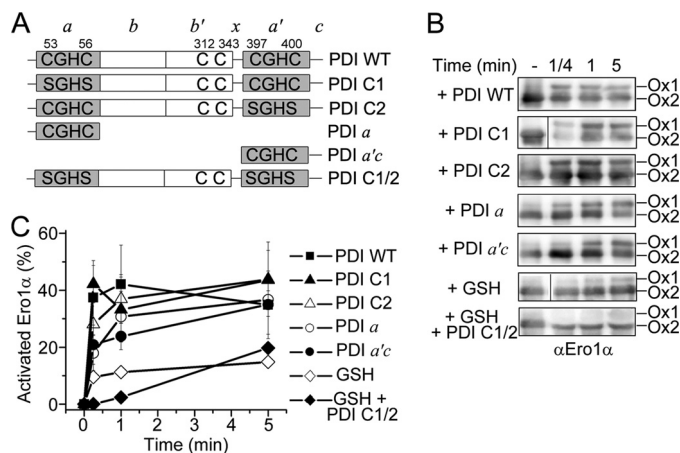 A
a b b' x a' c
53 56 312 343 397 400
CGHC C C CGHC PDI WT
SGHS C C CGHC PDI C1
CGHC C C SGHS PDI C2
CGHC PDI a
CGHC PDI a'c
SGHS C C SGHS PDI C1/2
B
Time (min) - 1/4 1 5
+ PDI WT Ox1
Ox2
+ PDI C1 Ox1
Ox2
+ PDI C2 Ox1
Ox2
+ PDI a Ox1
Ox2
+ PDI a'c Ox1
Ox2
+ GSH Ox1
Ox2
+ GSH
+ PDI C1/2 Ox1
Ox2
αEro1α
C
Activated Ero1α (%)
60
40
20
0
0 1 2 3 4 5
Time (min)
PDI WT
PDI C1
PDI C2
PDI a
PDI a'c
GSH
GSH +
PDI C1/2